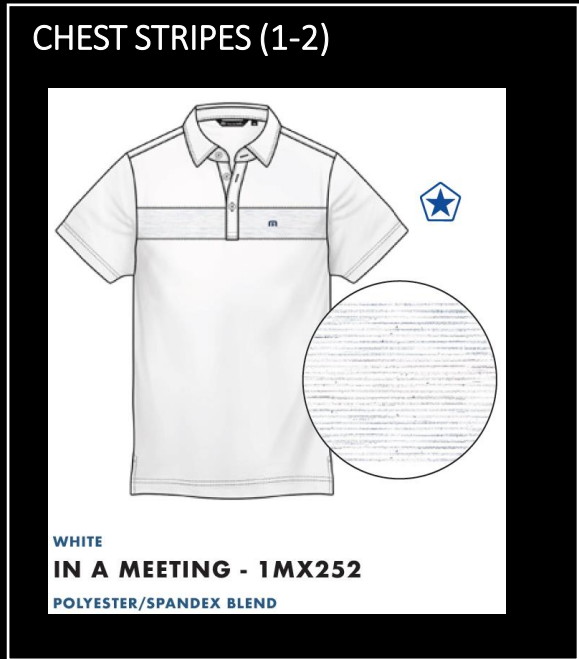 CHEST STRIPES (1-2)
m
WHITE
IN A MEETING - 1MX252
POLYESTER/SPANDEX BLEND